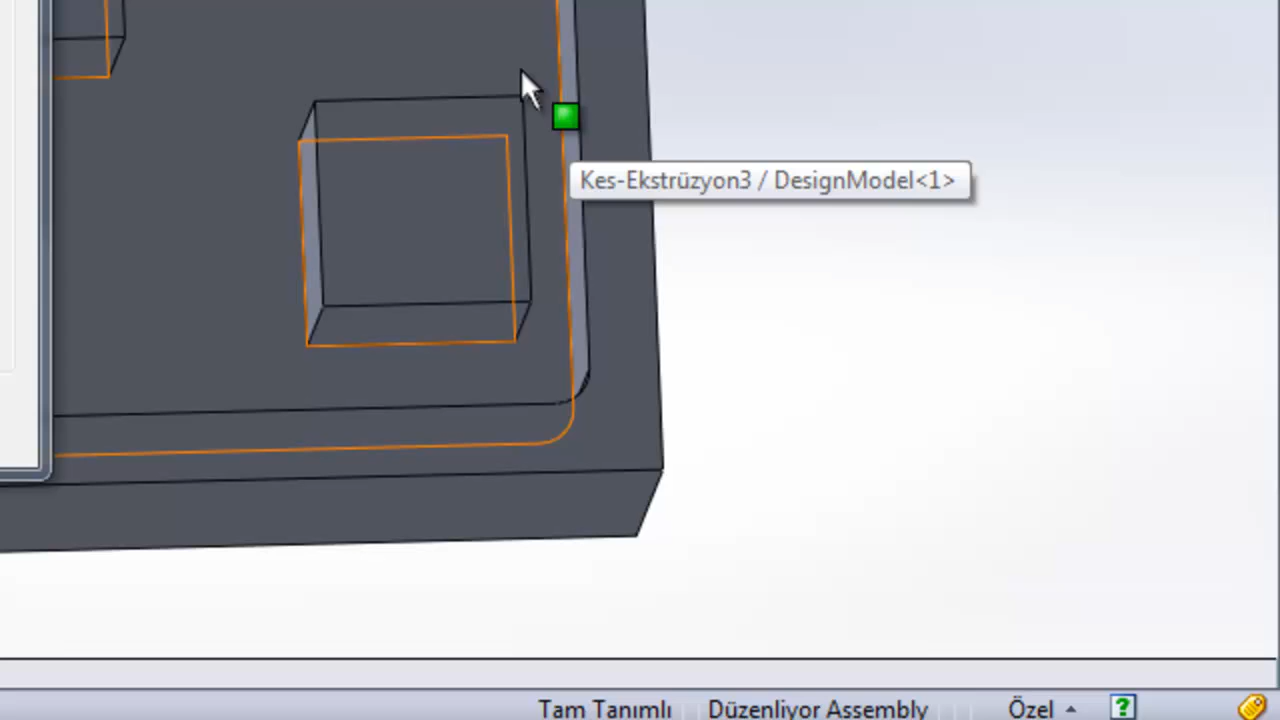 Kes-Ekstrüzyon3 / DesignModel<1>
Tam Tanımlı Düzenliyor Assembly Özel ?